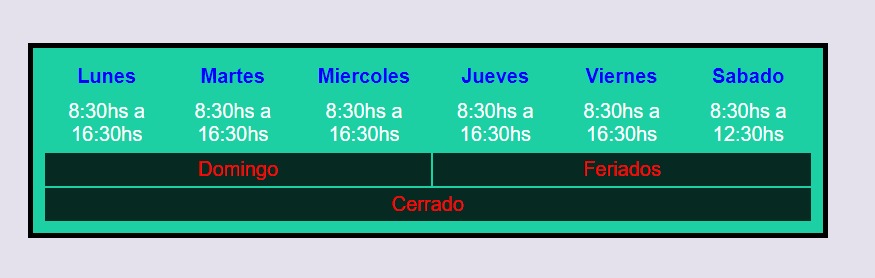 Lunes Martes Miercoles Jueves Viernes Sabado
8:30hs a 8:30hs a 8:30hs a 8:30hs a 8:30hs a 8:30hs a
16:30hs 16:30hs 16:30hs 16:30hs 16:30hs 12:30hs
Domingo Feriados
Cerrado